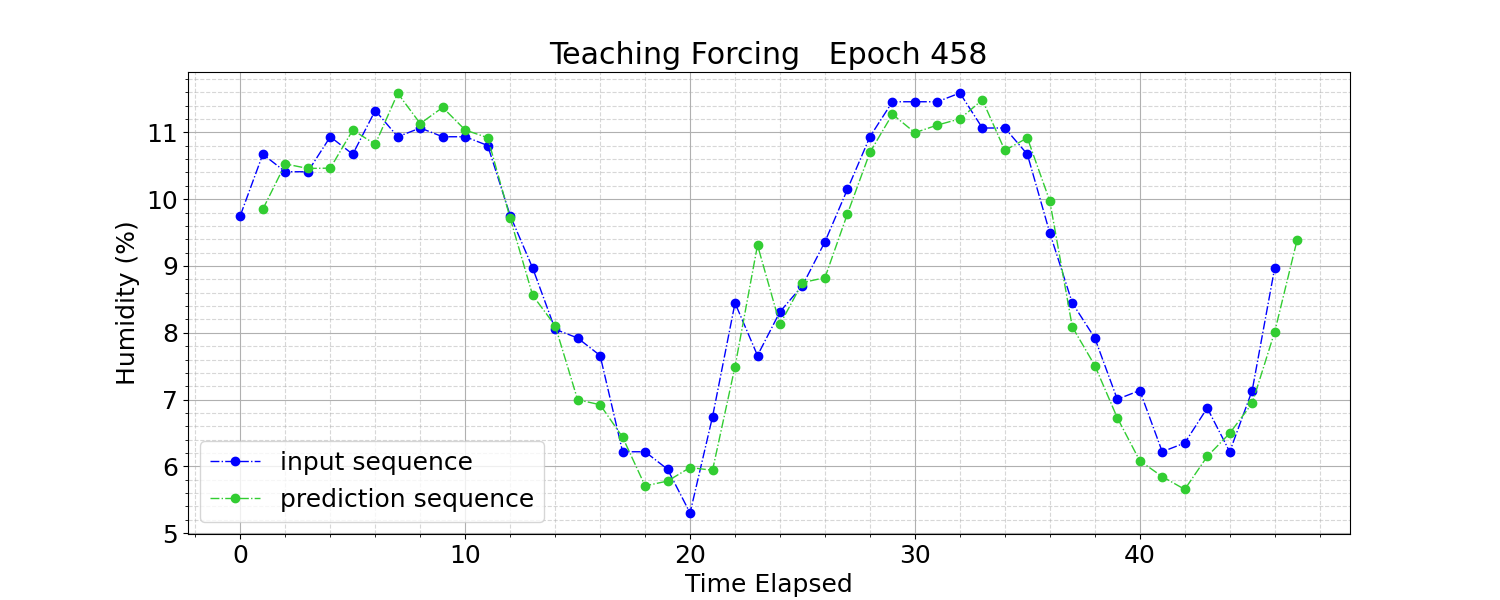 Teaching Forcing   Epoch 458
Humidity (%)
11
10
9
8
7
6
5
input sequence
prediction sequence
0 10 20 30 40
Time Elapsed